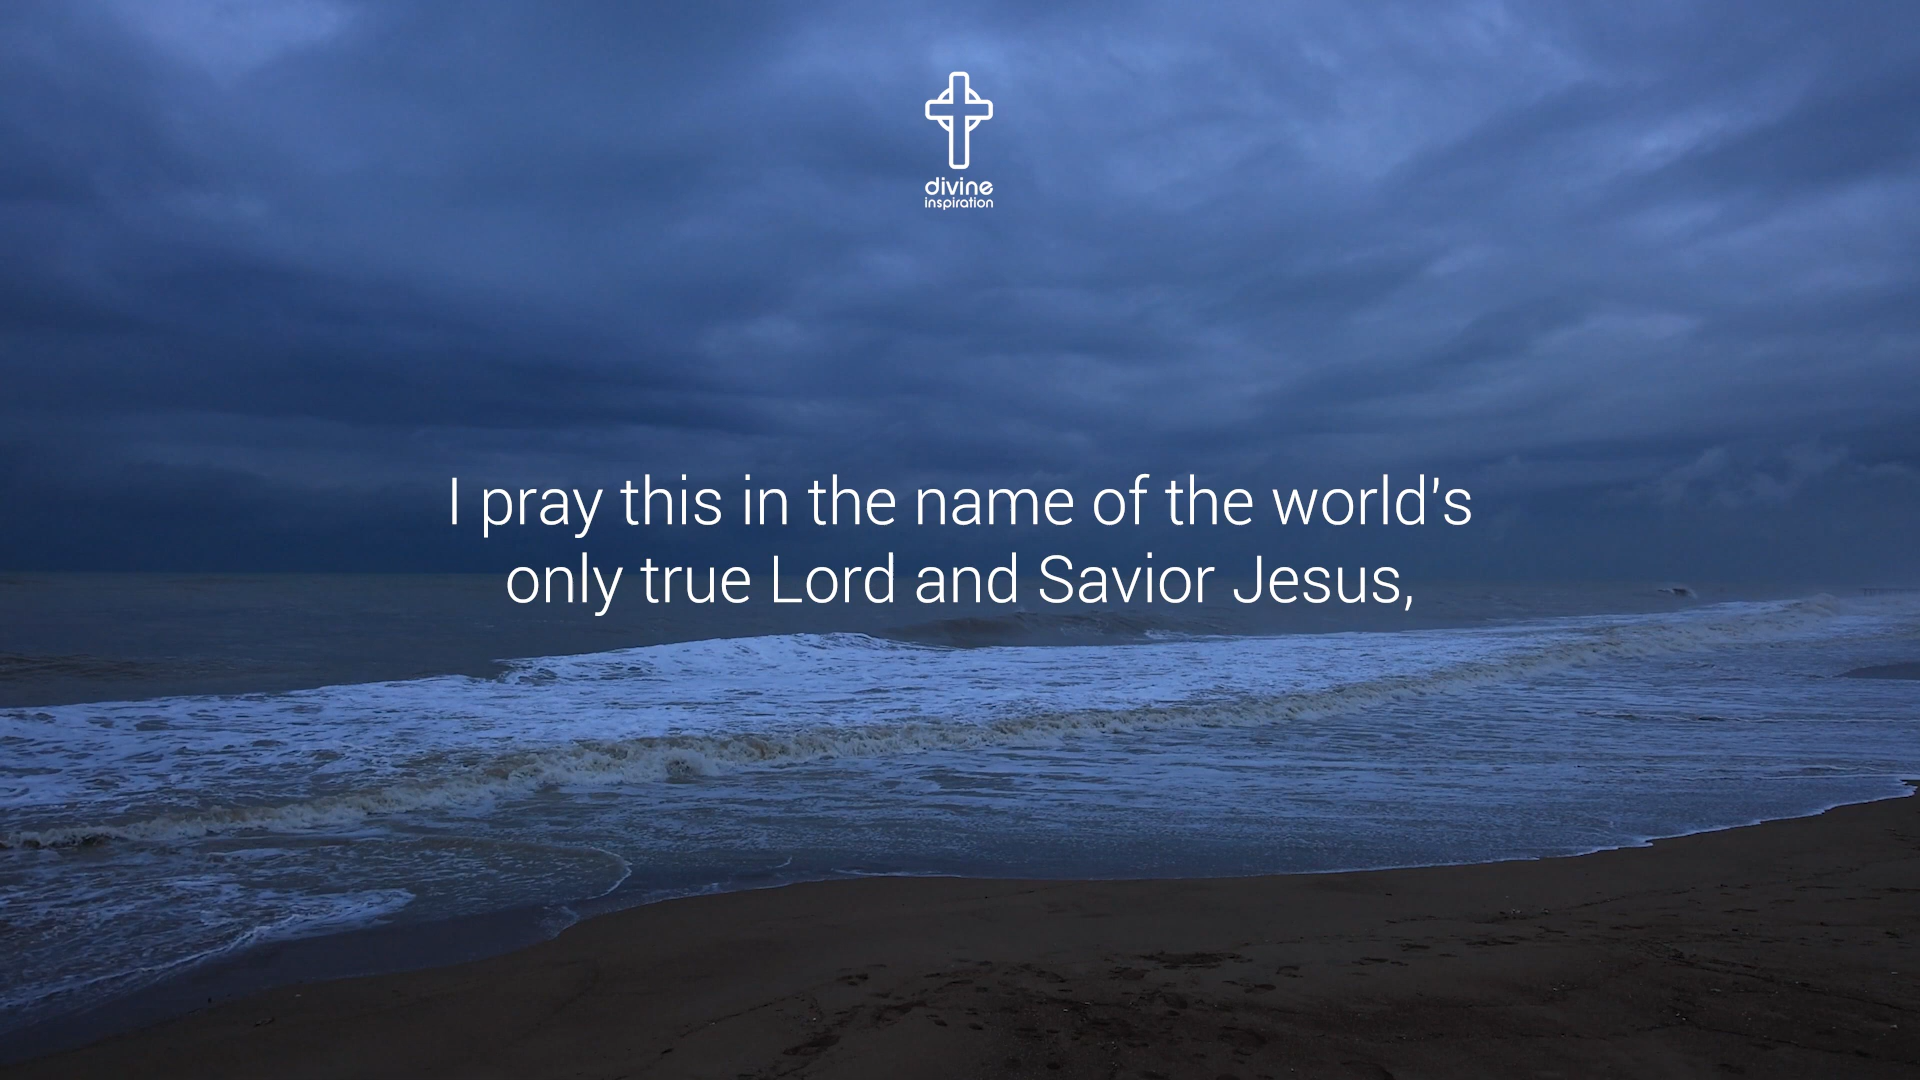 divine
inspiration
I pray this in the name of the world's
only true Lord and Savior Jesus,